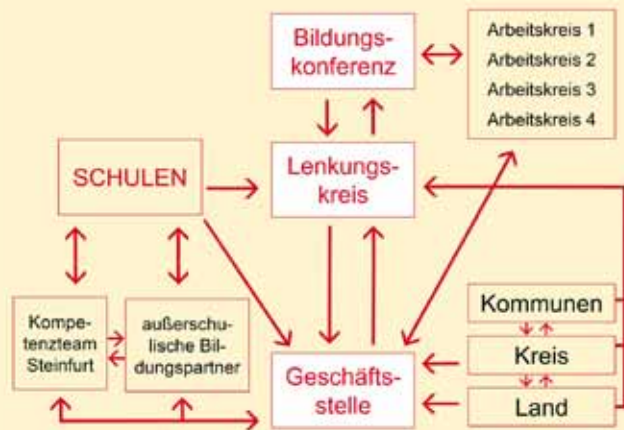 Bildungs-
konferenz
Arbeitskreis 1
Arbeitskreis 2
Arbeitskreis 3
Arbeitskreis 4
SCHULEN
Lenkungs-
kreis
Kompe-
tenzteam
Steinfurt
außerschu-
lische Bil-
dungspartner
Geschäfts-
stelle
Kommunen
Kreis
Land